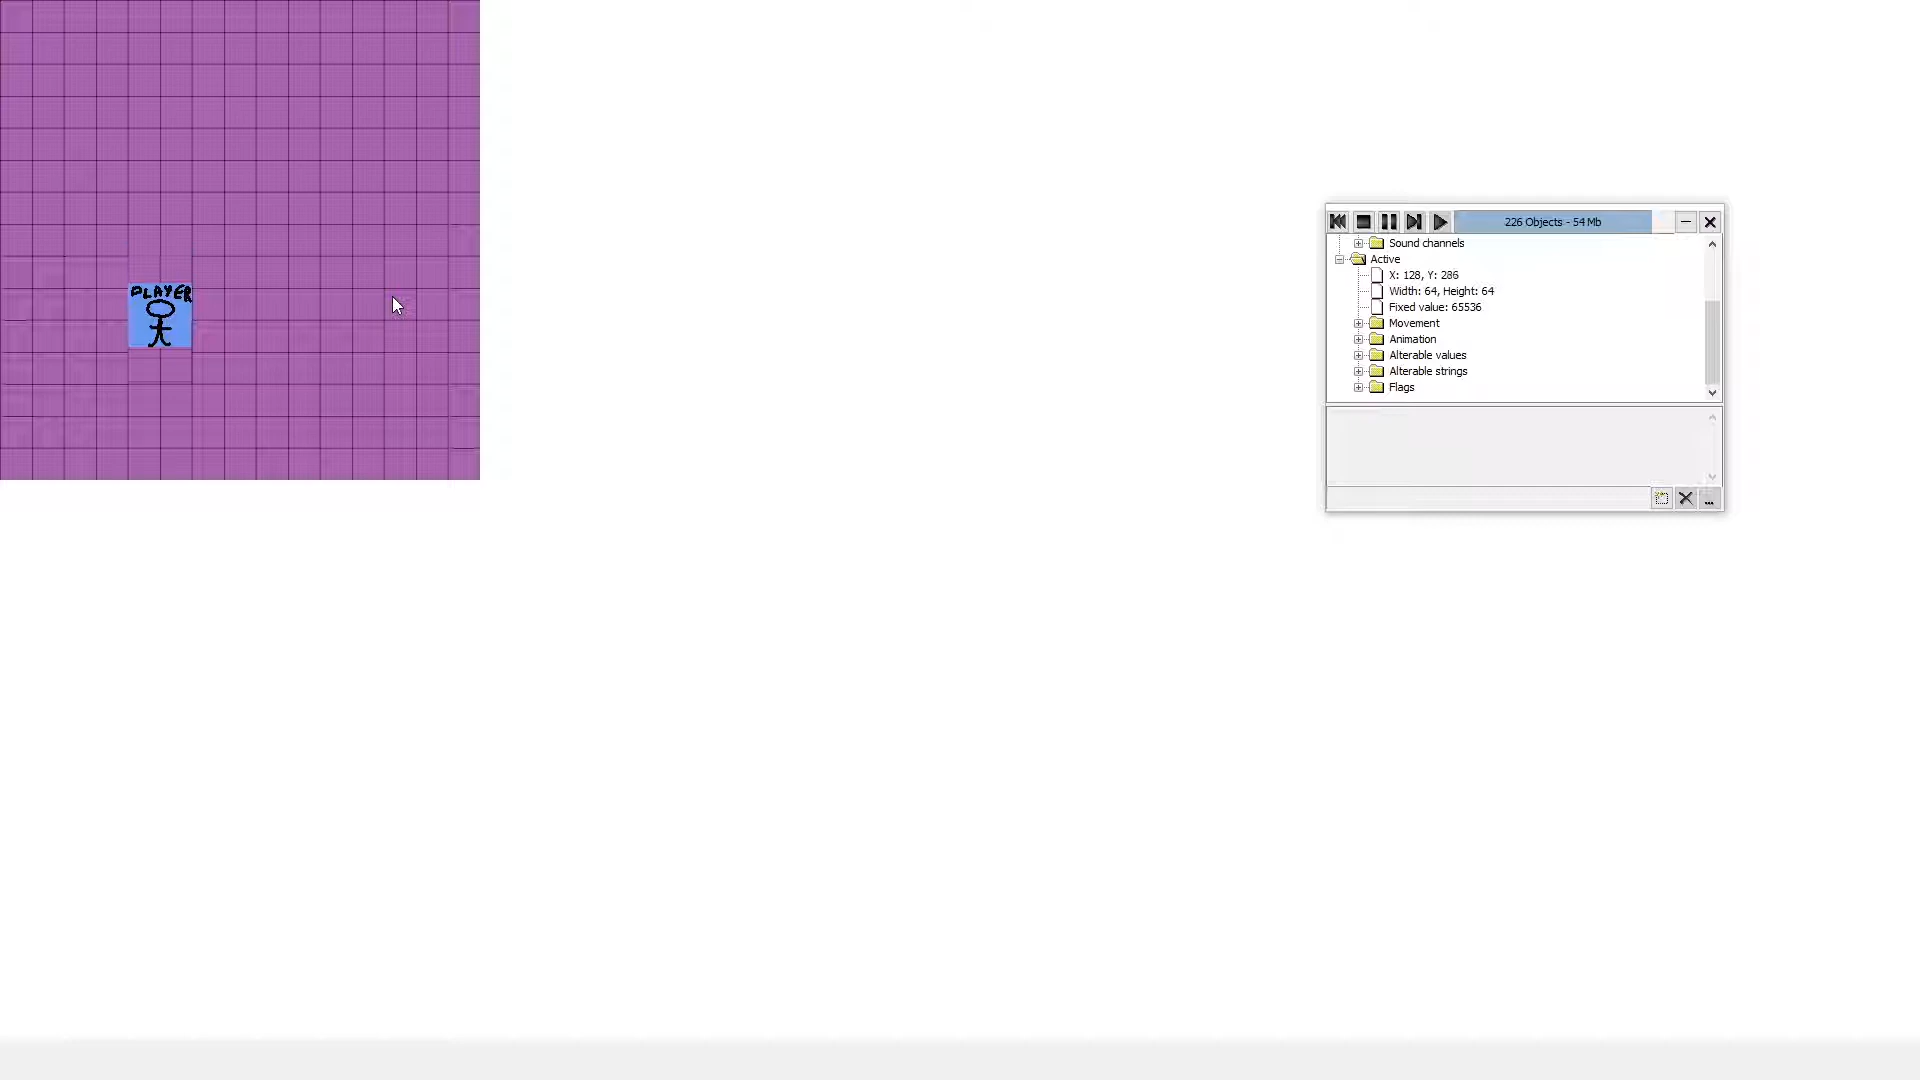 PLAYER
226 Objects - 54 Mb
Sound channels
Active
X: 128, Y: 286
Width: 64, Height: 64
Fixed value: 65536
Movement
Animation
Alterable values
Alterable strings
Flags
...